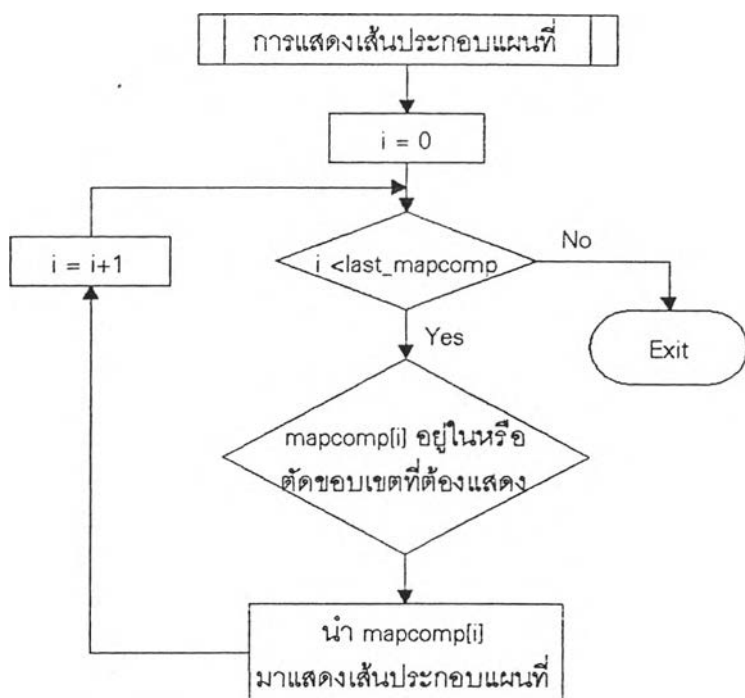 การแสดงเส้นประกอบแผนที่
i = 0
i = i+1
i <last_mapcomp
No
Yes
Exit
mapcomp[i] อยู่ในหรือ
ตัดขอบเขตที่ต้องแสดง
นำ mapcomp[i]
มาแสดงเส้นประกอบแผนที่